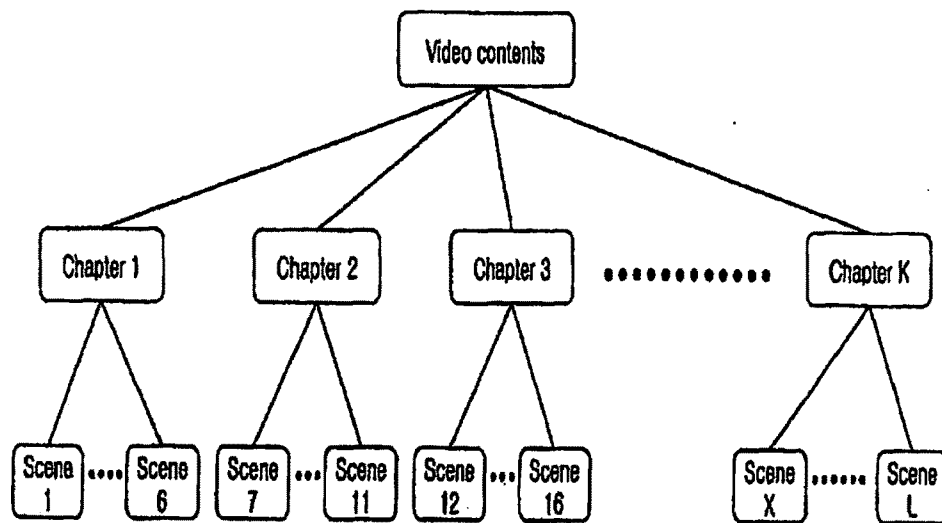 Video contents
Chapter 1
Chapter 2
Chapter 3
Chapter K
Scene
1
Scene
6
Scene
7
Scene
11
Scene
12
Scene
16
Scene
X
Scene
L